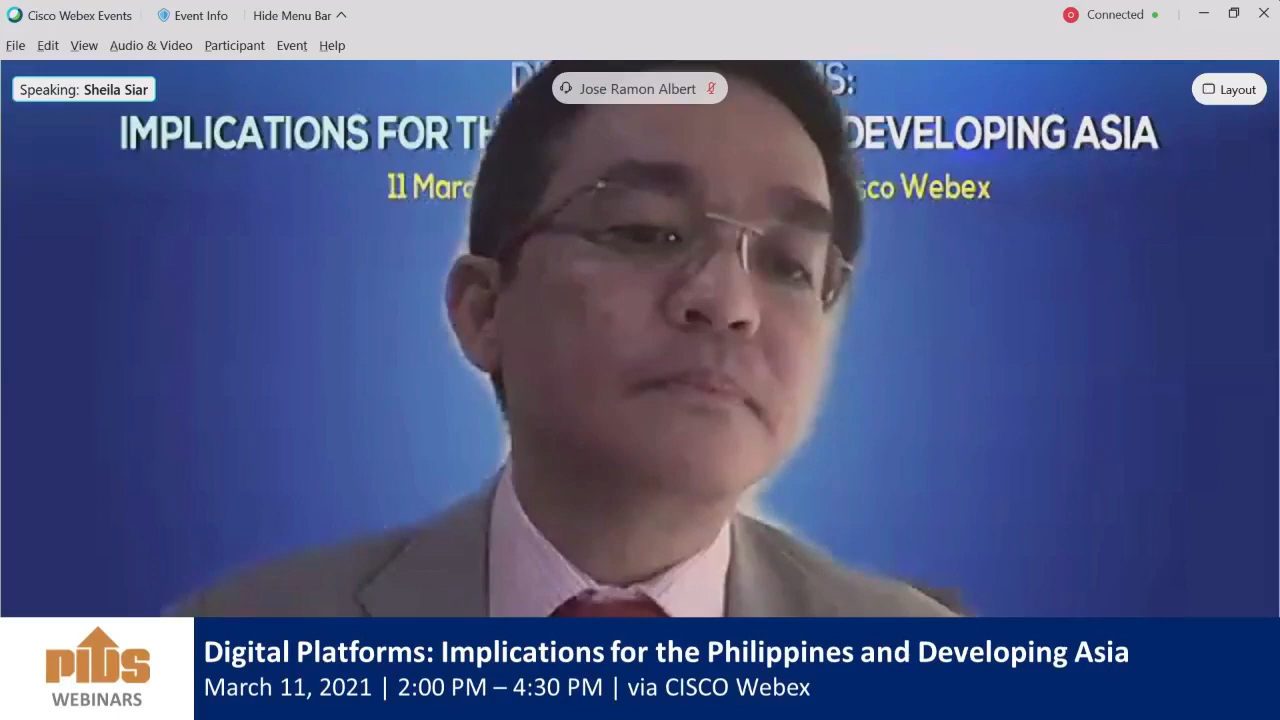 Cisco Webex Events
Event Info
Hide Menu Bar
Connected
File Edit View Audio & Video Participant Event Help
Speaking: Sheila Siar
Jose Ramon Albert
Layout
S:
IMPLICATIONS FOR TH DEVELOPING ASIA
11 Marc sco Webex
pids
WEBINARS
Digital Platforms: Implications for the Philippines and Developing Asia
March 11, 2021 | 2:00 PM – 4:30 PM | via CISCO Webex